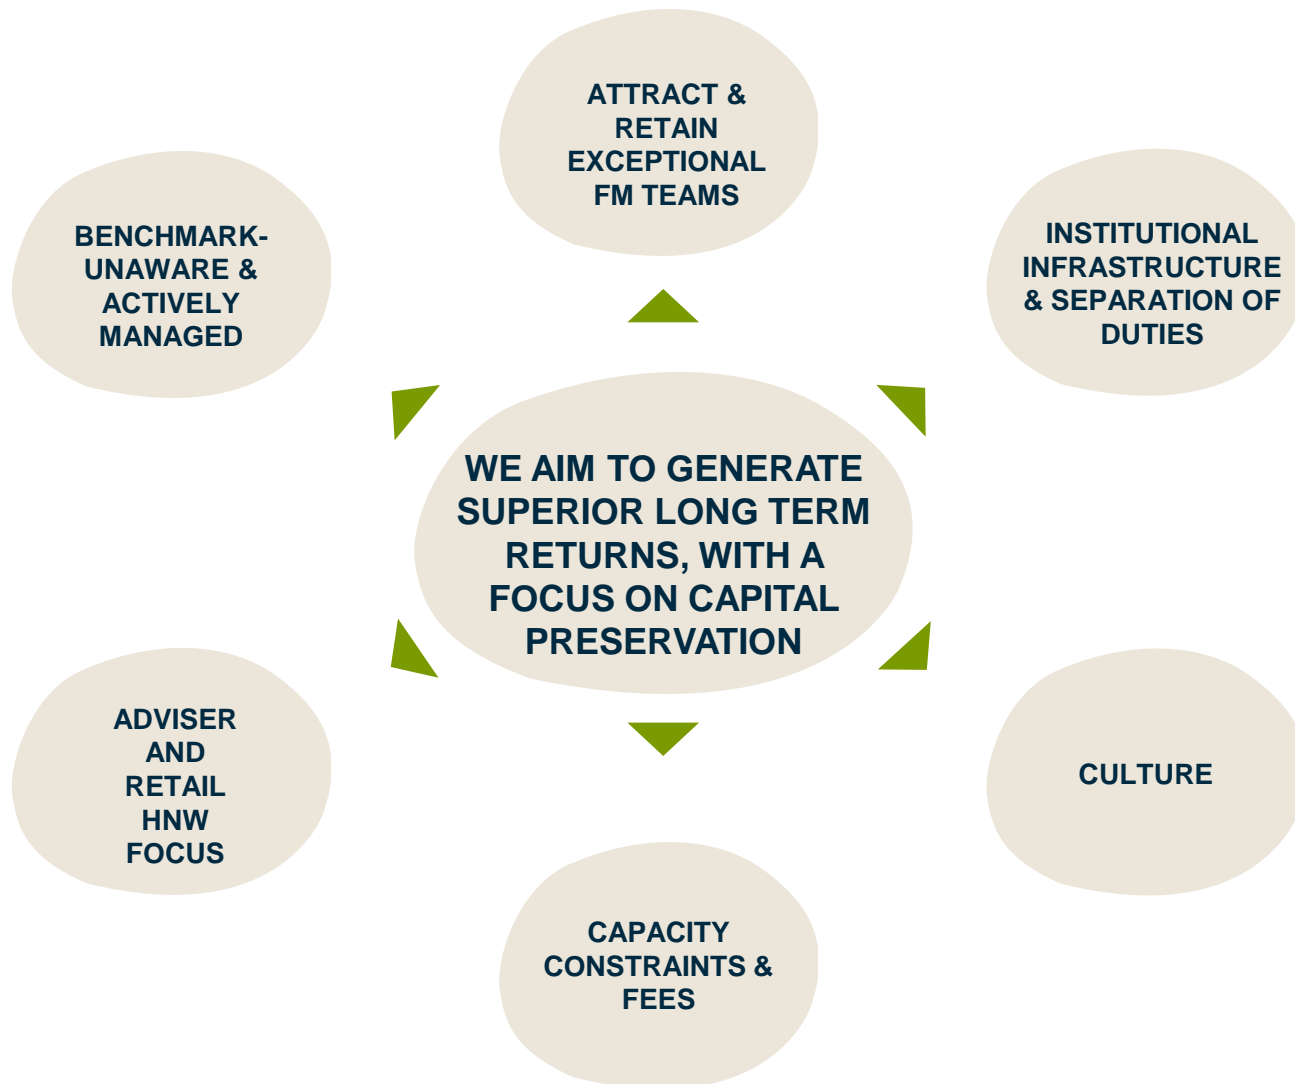 ATTRACT &
RETAIN
EXCEPTIONAL
FM TEAMS
BENCHMARK-
UNAWARE &
ACTIVELY
MANAGED
INSTITUTIONAL
INFRASTRUCTURE
& SEPARATION OF
DUTIES
WE AIM TO GENERATE
SUPERIOR LONG TERM
RETURNS, WITH A
FOCUS ON CAPITAL
PRESERVATION
ADVISER
AND
RETAIL
HNW
FOCUS
CULTURE
CAPACITY
CONSTRAINTS &
FEES